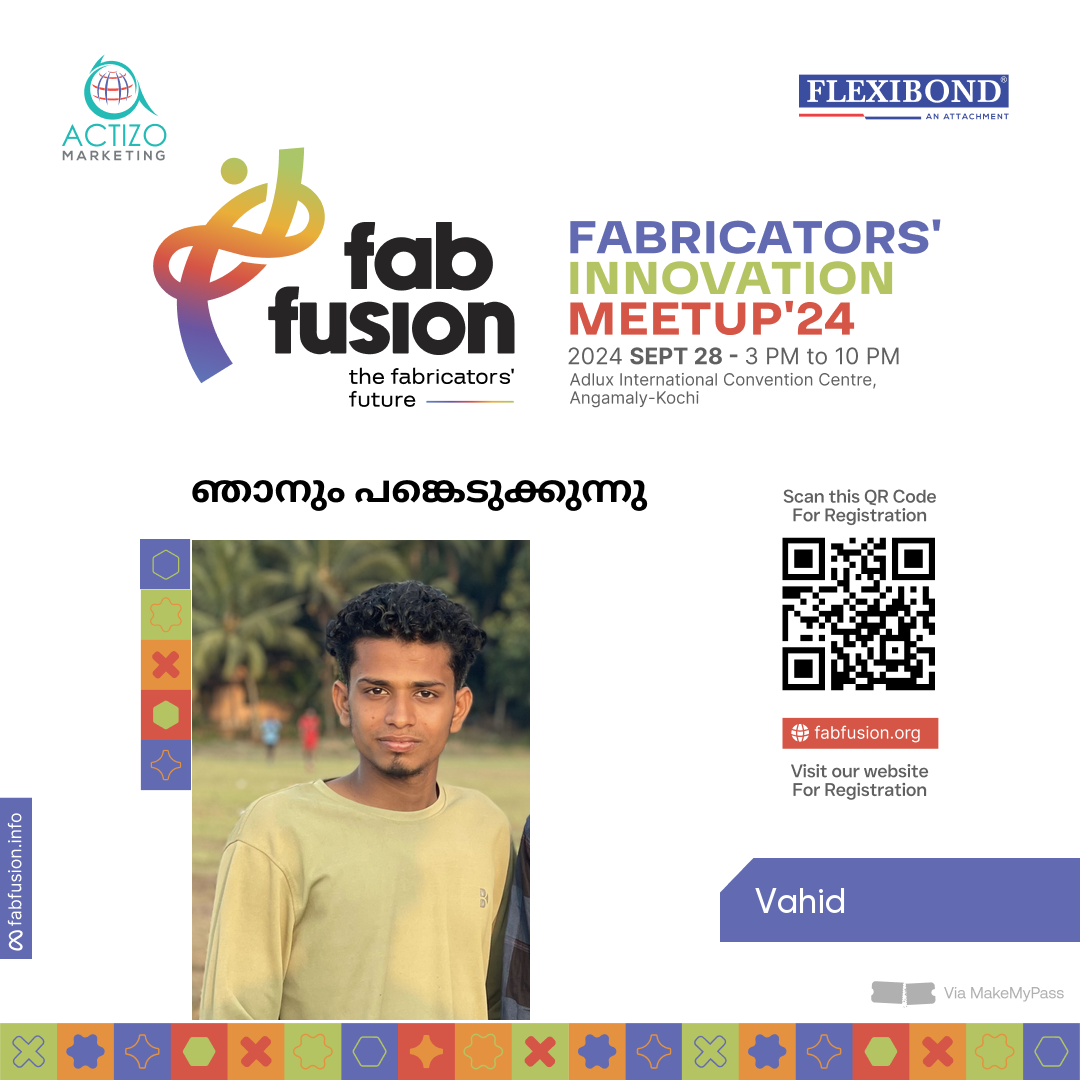 ACTIZO
MARKETING
FLEXIBOND®
AN ATTACHMENT
fab
fusion
the fabricators'
future
FABRICATORS'
INNOVATION
MEETUP'24
2024 SEPT 28 - 3 PM to 10 PM
Adlux International Convention Centre,
Angamaly-Kochi
ഞാനും പങ്കെടുക്കുന്നു
Scan this QR Code
For Registration
fabfusion.org
Visit our website
For Registration
fabfusion.info
Vahid
Via MakeMyPass